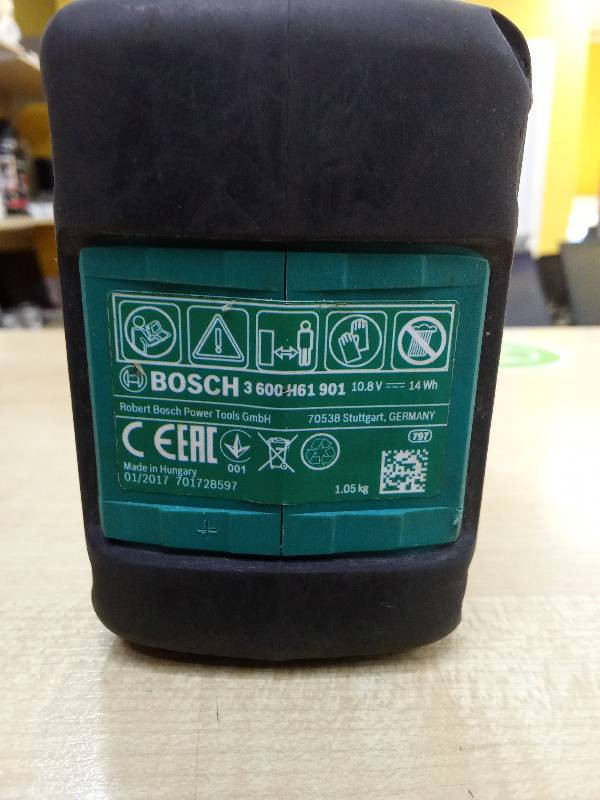 BOSCH 3 600 H61 901 10.8 V 14 Wh
Robert Bosch Power Tools GmbH 70538 Stuttgart, GERMANY
CE EAC 001 797
Made in Hungary
01/2017 701728597 1.05 kg